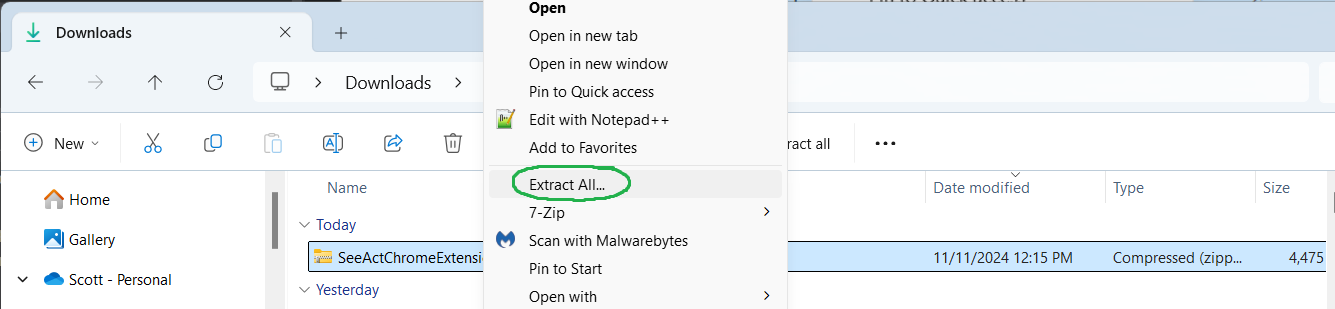 Downloads
Open
Open in new tab
Open in new window
Downloads
Pin to Quick access
Edit with Notepad++
New
Add to Favorites
ract all
Extract All...
Name
Date modified
Type
Size
Home
7-Zip
Today
Gallery
Scan with Malwarebytes
SeeActChromeExtensi
11/11/2024 12:15 PM
Compressed (zipp...
4,475
Pin to Start
Scott - Personal
Yesterday
Open with